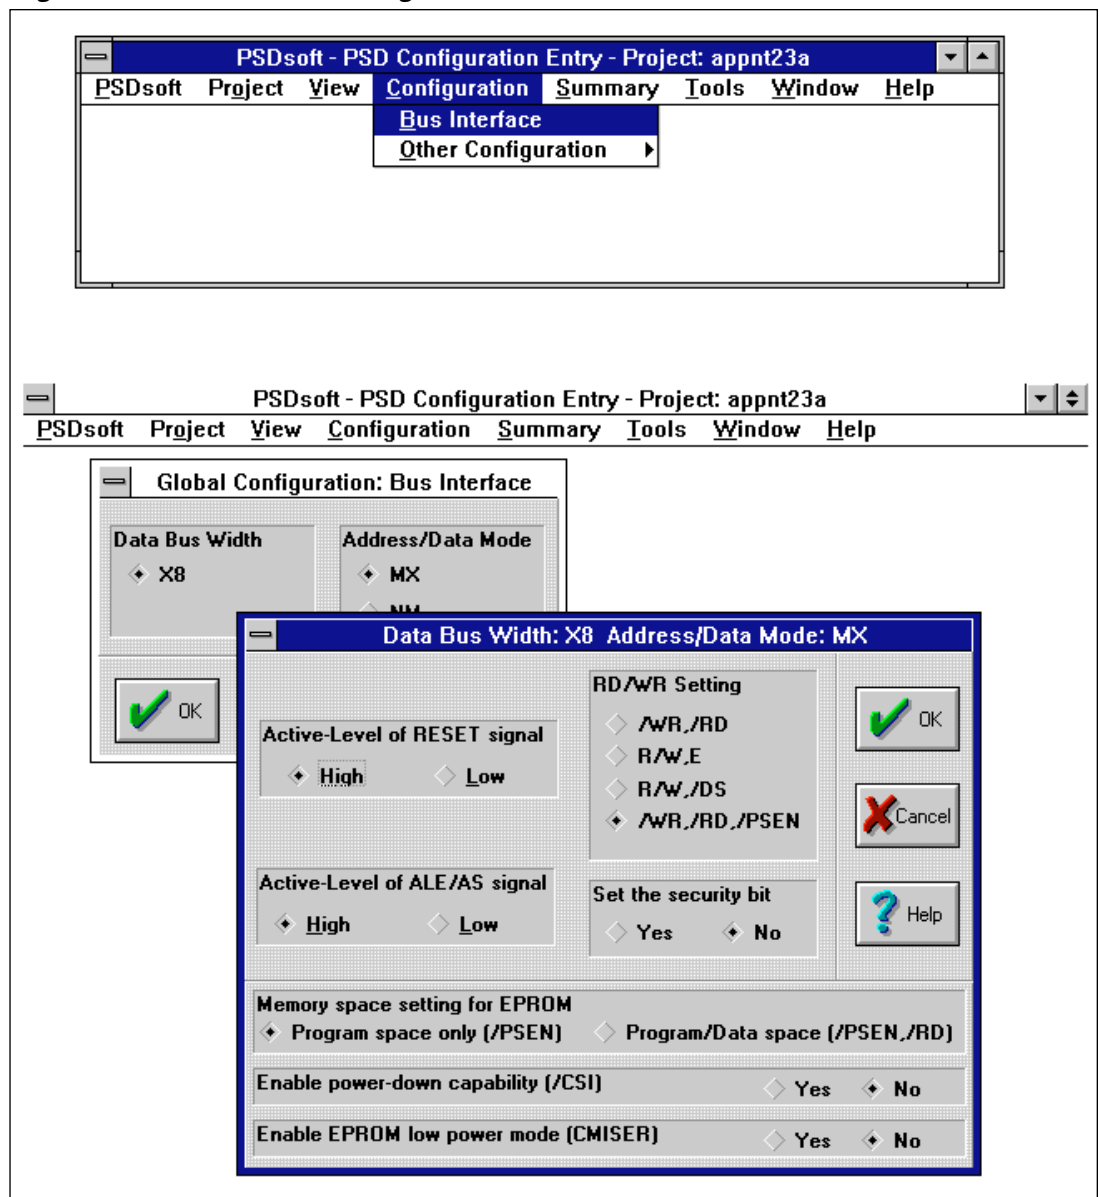 PSDsoft - PSD Configuration Entry - Project: appnt23a
PSDsoft Project View Configuration Summary Tools Window Help
Bus Interface
Other Configuration
PSDsoft - PSD Configuration Entry - Project: appnt23a
PSDsoft Project View Configuration Summary Tools Window Help
Global Configuration: Bus Interface
Data Bus Width
X8
Address/Data Mode
MX
NM
OK
Data Bus Width: X8 Address/Data Mode: MX
Active-Level of RESET signal
High Low
RD/WR Setting
/WR,/RD
R/W,E
R/W,/DS
/WR,/RD,/PSEN
OK
Cancel
Help
Active-Level of ALE/AS signal
High Low
Set the security bit
Yes No
Memory space setting for EPROM
Program space only (/PSEN) Program/Data space (/PSEN,/RD)
Enable power-down capability (/CSI) Yes No
Enable EPROM low power mode (CMISER) Yes No